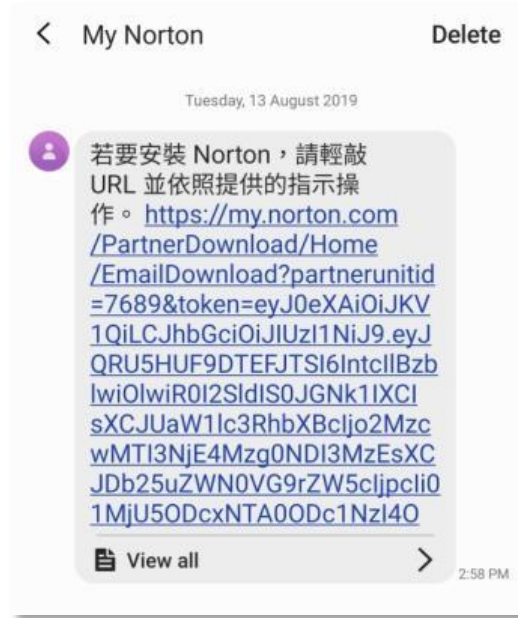 My Norton
Delete
Tuesday, 13 August 2019
若要安裝 Norton，請輕敲
URL 並依照提供的指示操
作。 https://my.norton.com
/PartnerDownload/Home
/EmailDownload?partnerunitid
=7689&token=eyJ0eXAiOiJKV
1QiLCJhbGciOiJIUzI1NiJ9.eyJ
QRU5HUF9DTEFJTSI6IntcIlBzb
lwiOlwiR0I2SldIS0JGNk1IXCI
sXCJUaW1lc3RhbXBcIjo2Mzc
wMTI3NjE4Mzg0NDI3MzEsXC
JDb25uZWN0VG9rZW5cIjpcIi0
1MjU5ODcxNTA0ODc1NzI4O
View all
2:58 PM